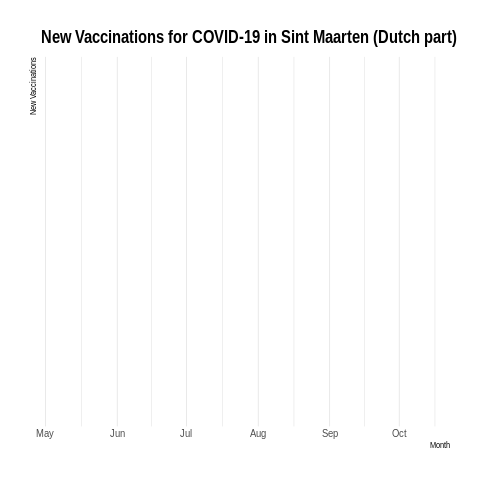 New Vaccinations for COVID-19 in Sint Maarten (Dutch part)
New Vaccinations
May Jun Jul Aug Sep Oct
Month